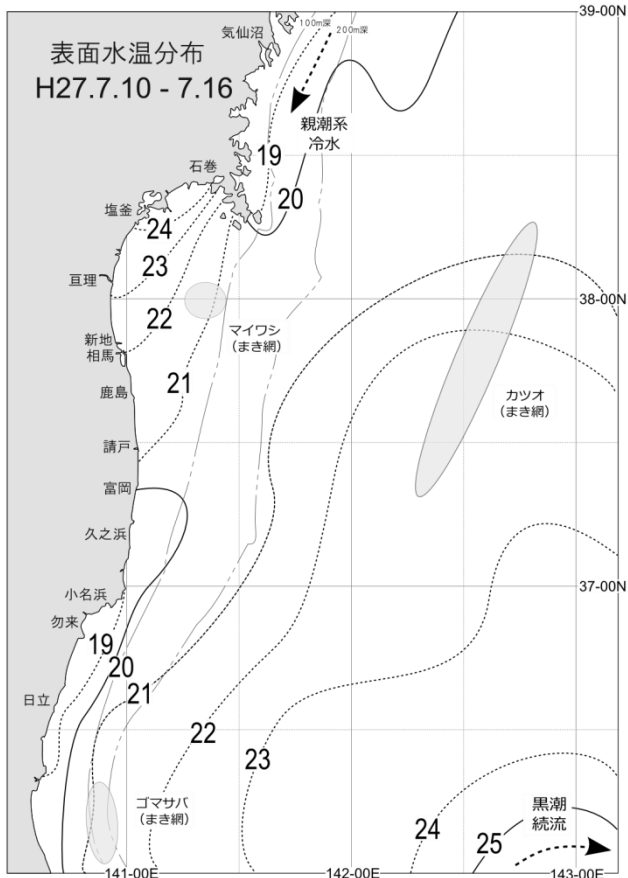 39-00N
気仙沼
100m深
200m深
表面水温分布
H27.7.10 - 7.16
親潮系
冷水
石巻
19
20
塩釜
24
23
亘理
38-00N
22
マイワシ
(まき網)
新地
相馬
21
鹿島
カツオ
(まき網)
請戸
富岡
久之浜
37-00N
小名浜
勿来
19
20
21
日立
22
23
ゴマサバ
(まき網)
黒潮
続流
24
25
141-00E
142-00E
143-00E